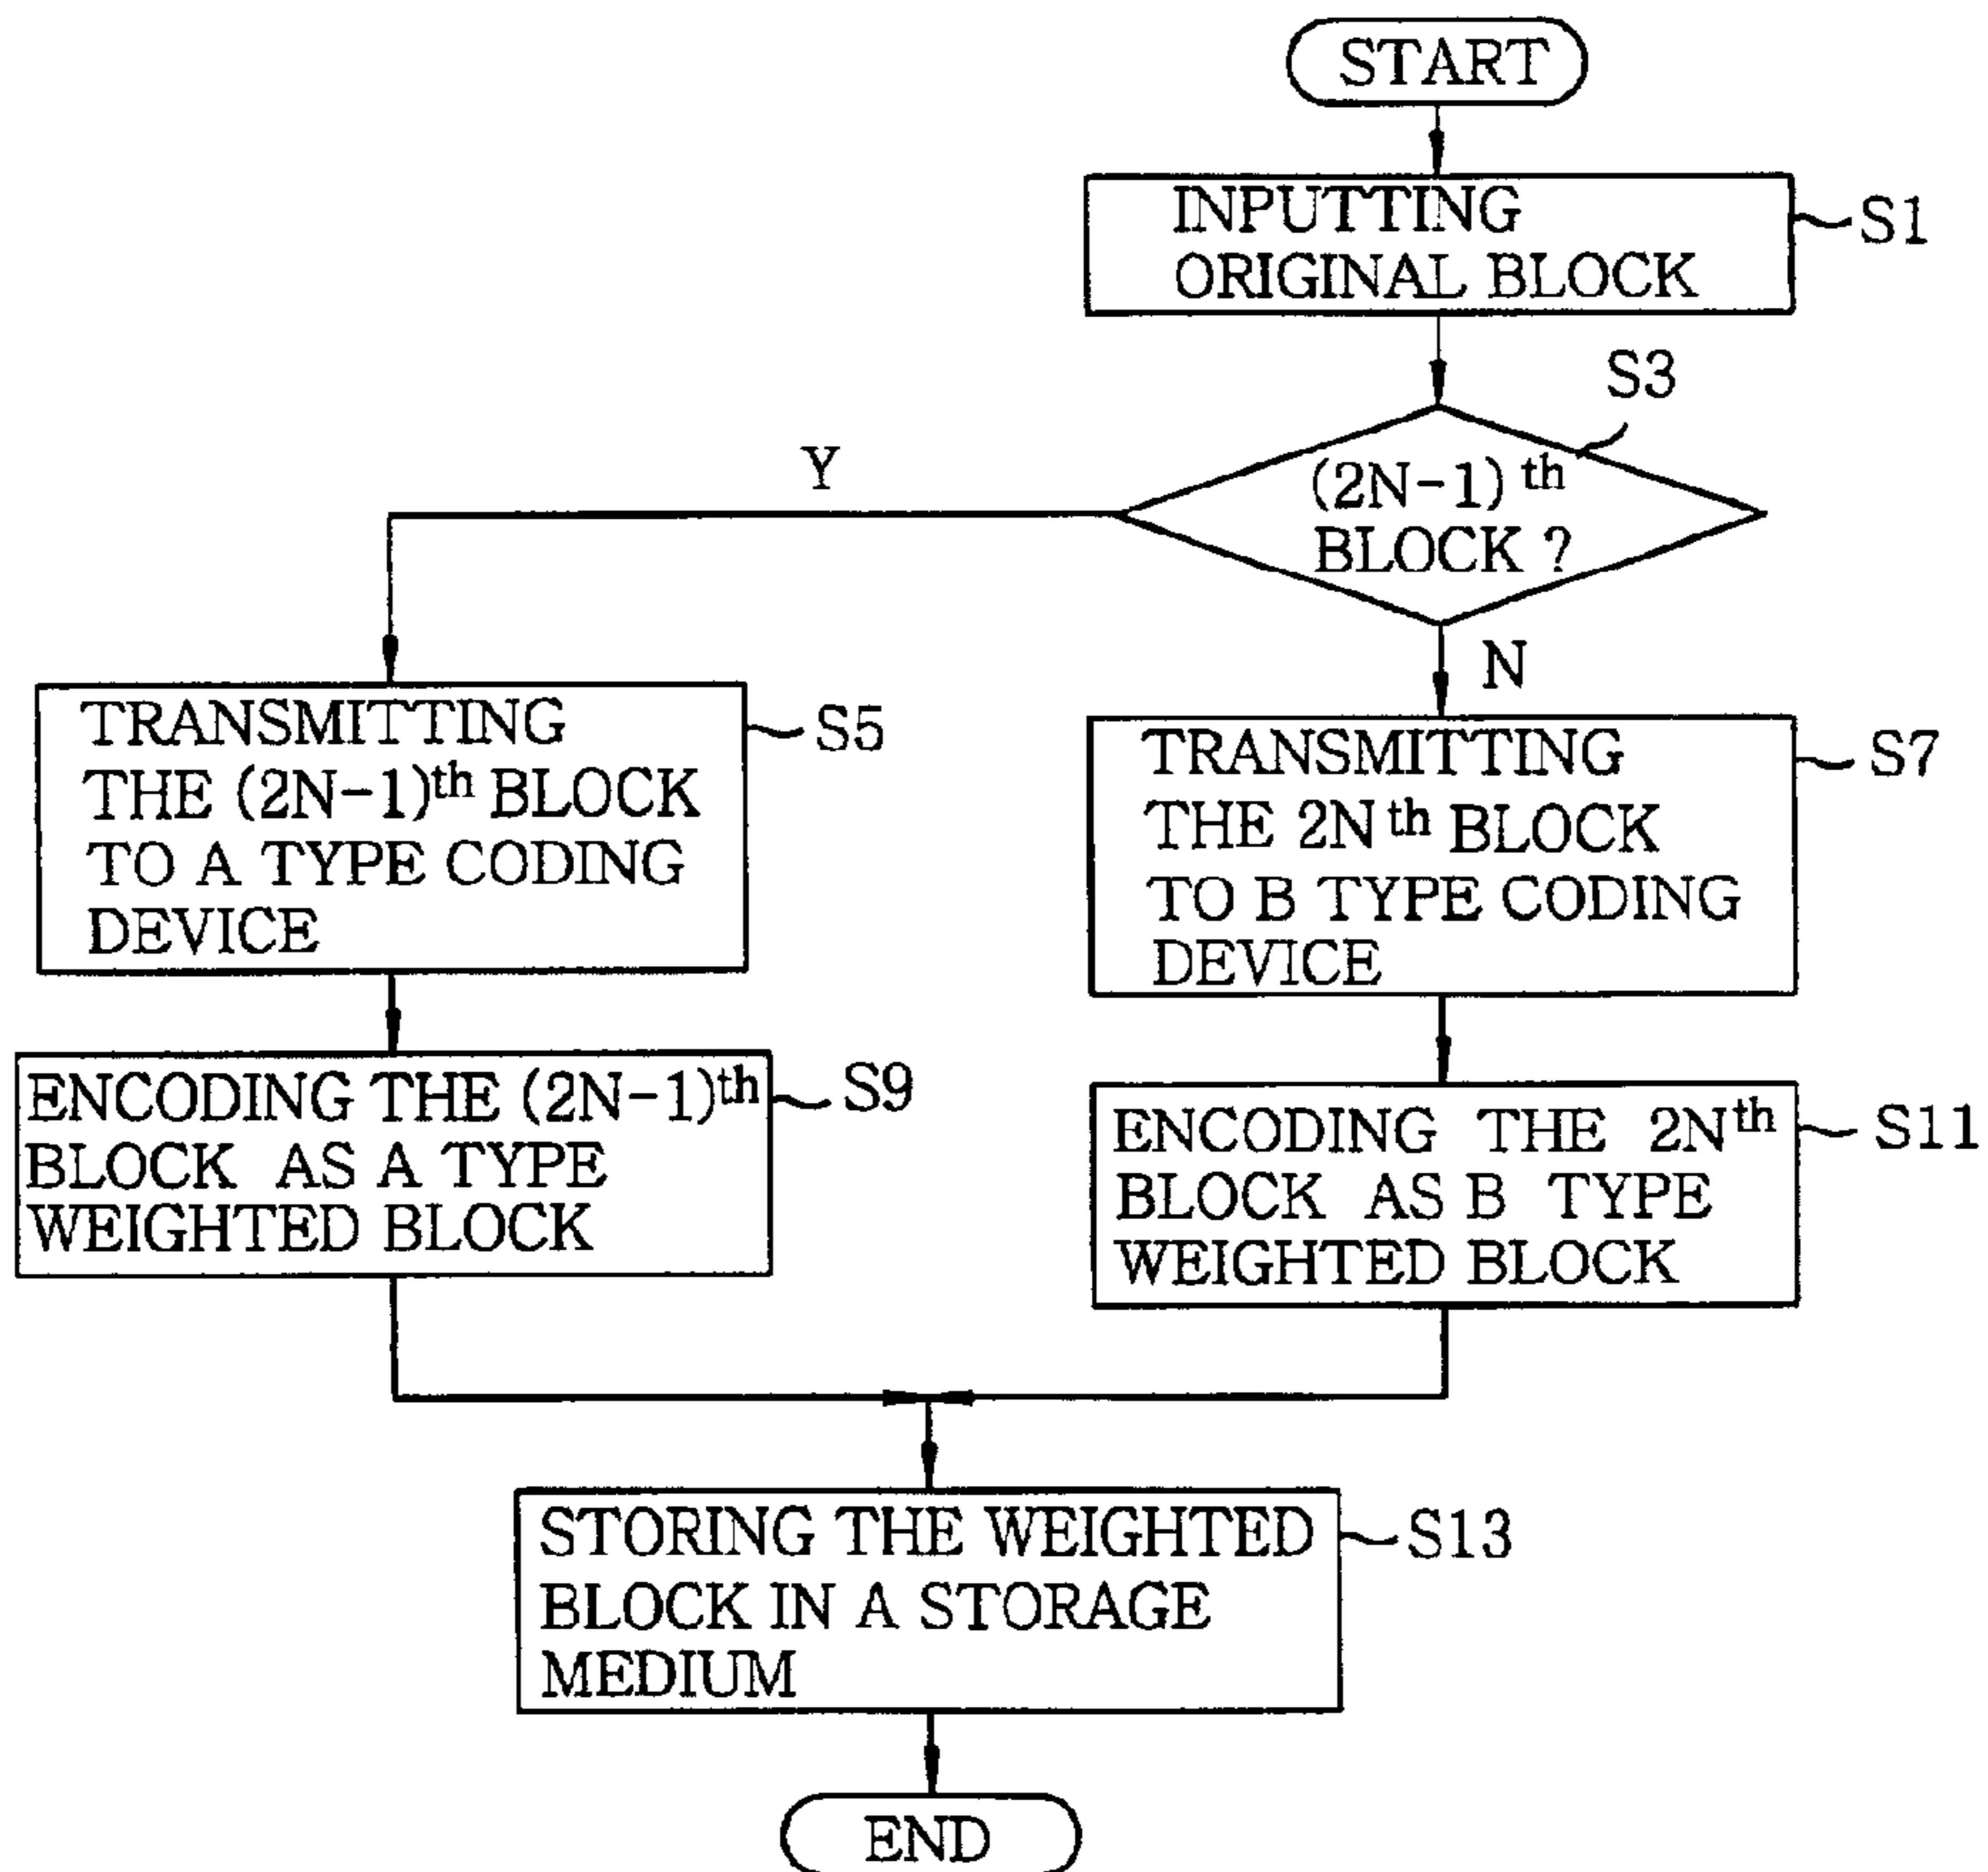 START
INPUTTING
ORIGINAL BLOCK
S1
S3
(2N-1)th
BLOCK ?
Y
N
TRANSMITTING
THE (2N-1)th BLOCK
TO A TYPE CODING
DEVICE
S5
TRANSMITTING
THE 2Nth BLOCK
TO B TYPE CODING
DEVICE
S7
ENCODING THE (2N-1)th
BLOCK AS A TYPE
WEIGHTED BLOCK
S9
ENCODING THE 2Nth
BLOCK AS B TYPE
WEIGHTED BLOCK
S11
STORING THE WEIGHTED
BLOCK IN A STORAGE
MEDIUM
S13
END